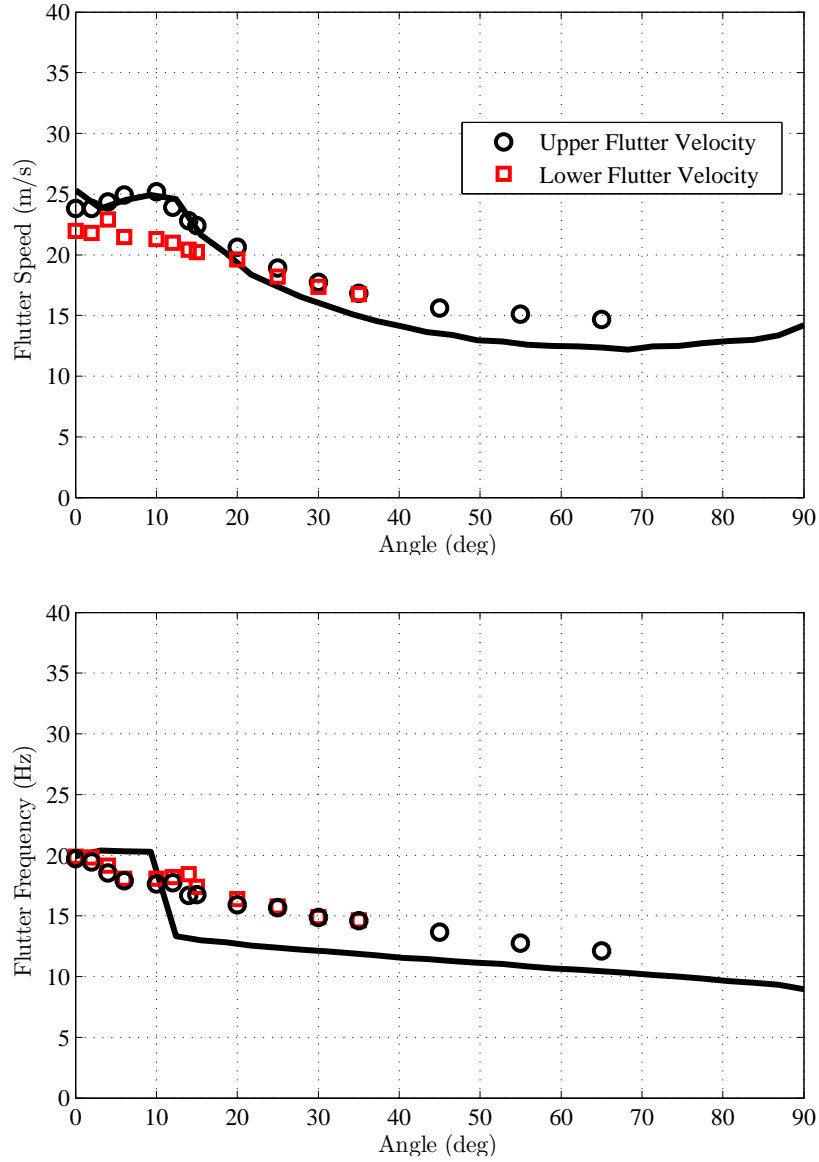 40
35
30
25
20
15
10
5
0
Flutter Speed (m/s)
Upper Flutter Velocity
Lower Flutter Velocity
0 10 20 30 40 50 60 70 80 90
Angle (deg)
40
35
30
25
20
15
10
5
0
Flutter Frequency (Hz)
0 10 20 30 40 50 60 70 80 90
Angle (deg)